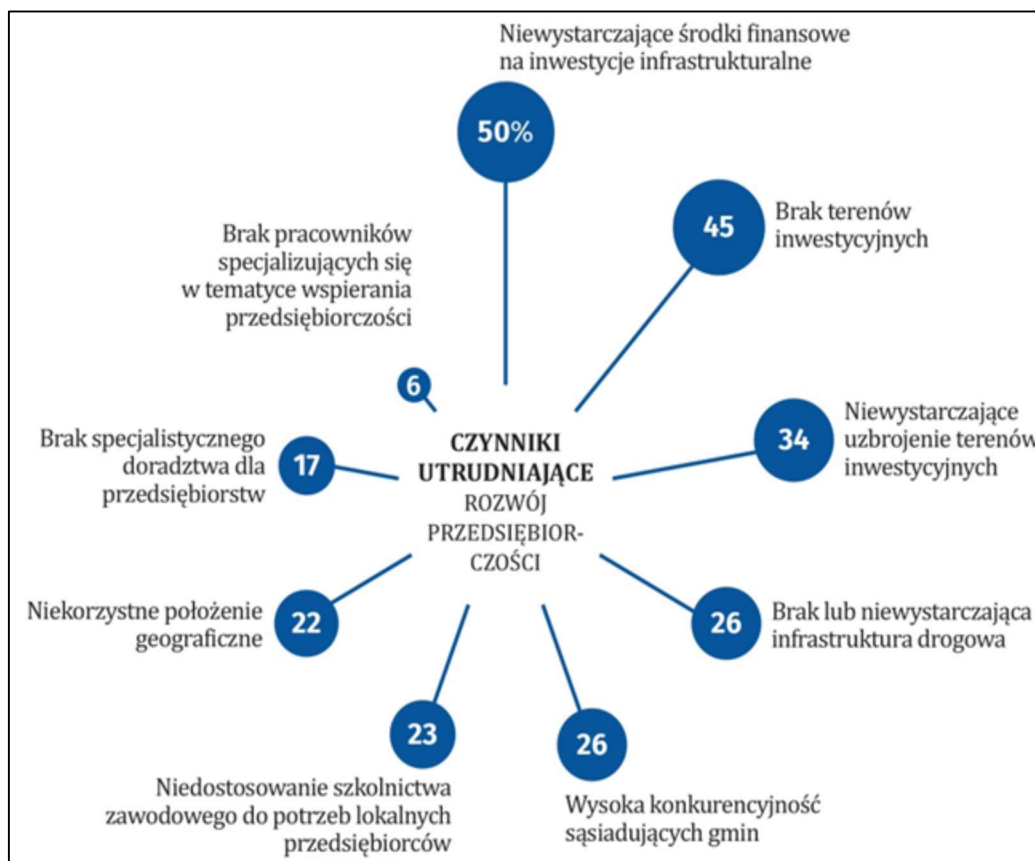 Niewystarczające środki finansowe
na inwestycje infrastrukturalne
50%
45
Brak terenów
inwestycyjnych
Brak pracowników
specjalizujących się
w tematyce wspierania
przedsiębiorczości
6
34
Niewystarczające
uzbrojenie terenów
inwestycyjnych
Brak specjalistycznego
doradztwa dla
przedsiębiorstw
17
CZYNNIKI
UTRUDNIAJĄCE
ROZWÓJ
PRZEDSIĘBIOR-
CZOŚCI
Niekorzystne położenie
geograficzne
22
26
Brak lub niewystarczająca
infrastruktura drogowa
23
Niedostosowanie szkolnictwa
zawodowego do potrzeb lokalnych
przedsiębiorców
26
Wysoka konkurencyjność
sąsiadujących gmin